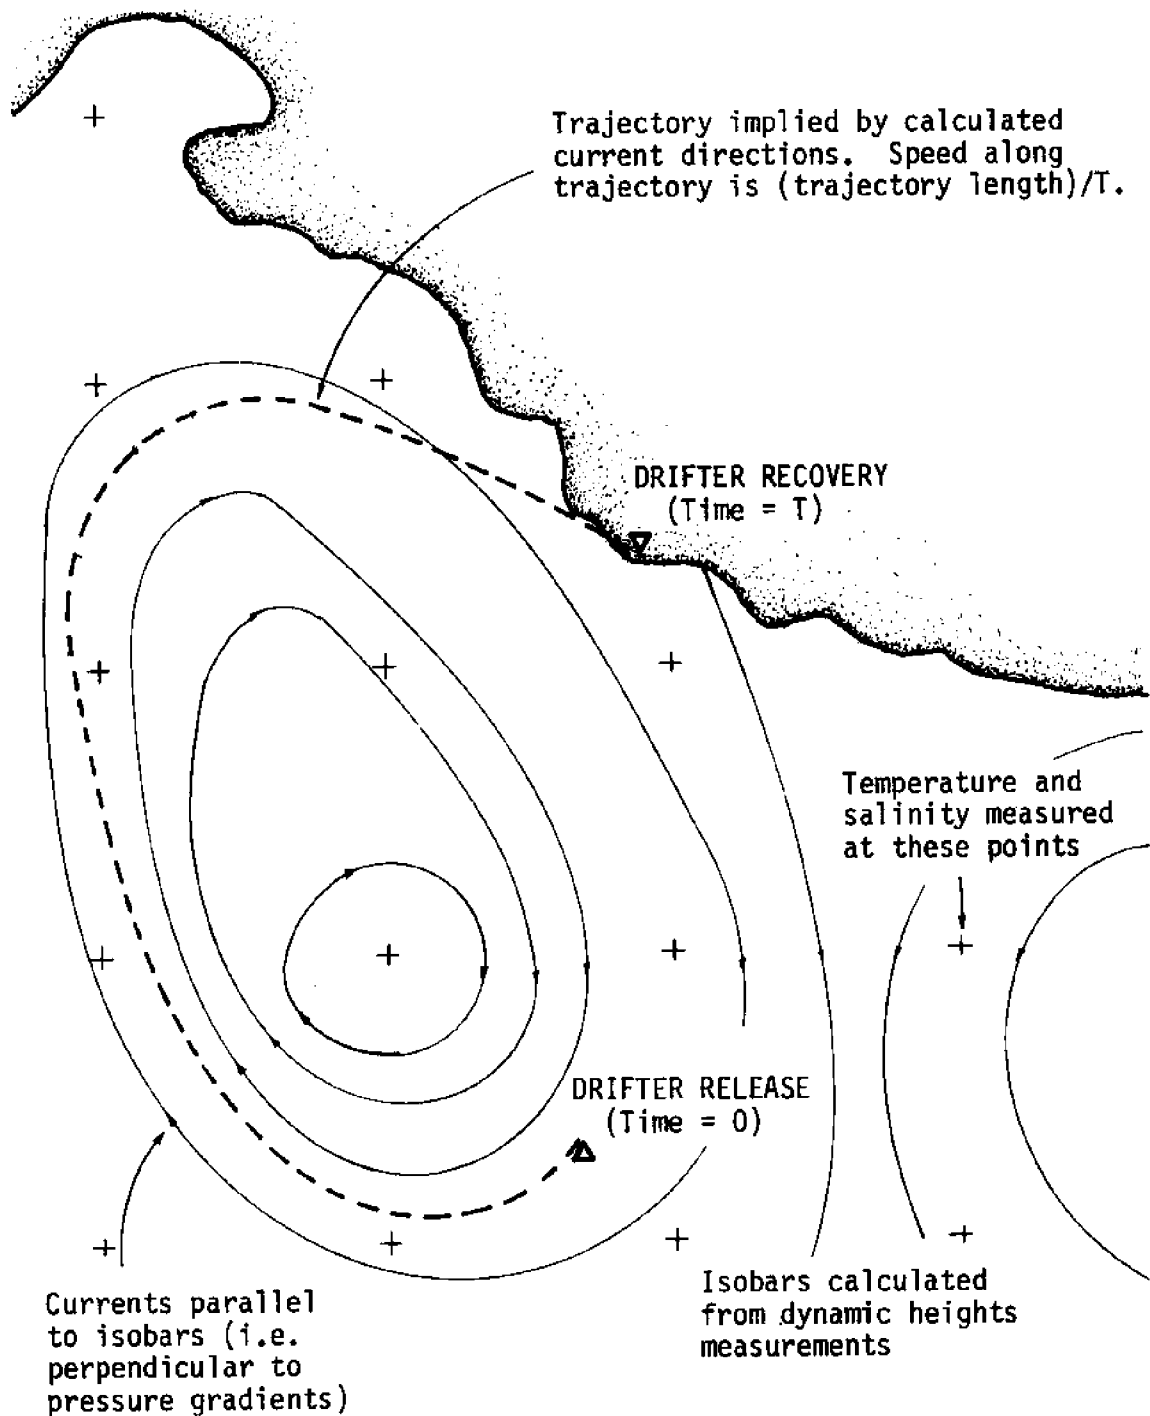 Trajectory implied by calculated
current directions. Speed along
trajectory is (trajectory length)/T.
DRIFTER RECOVERY
(Time = T)
Temperature and
salinity measured
at these points
DRIFTER RELEASE
(Time = 0)
Isobars calculated
from dynamic heights
measurements
Currents parallel
to isobars (i.e.
perpendicular to
pressure gradients)